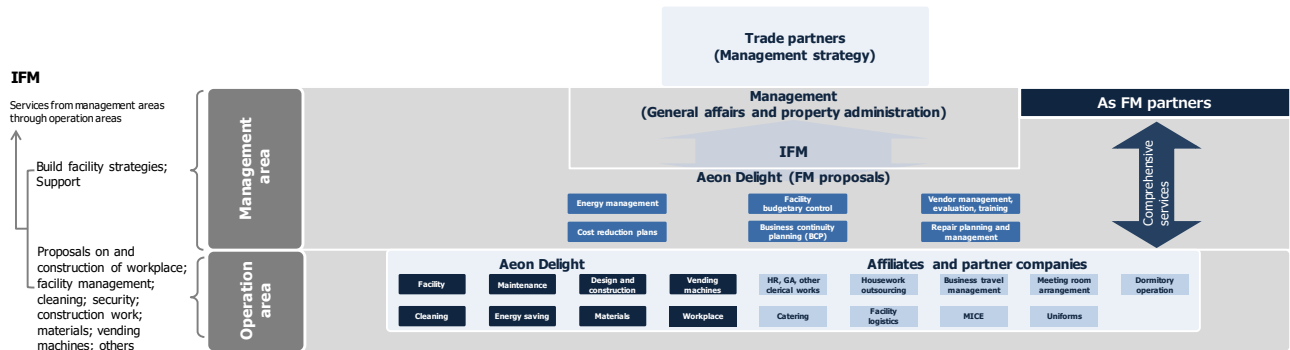 Trade partners
(Management strategy)
IFM
Services from management areas
through operation areas
Build facility strategies;
Support
Proposals on and
construction of workplace;
facility management;
cleaning; security;
construction work;
materials; vending
machines; others
Management
area
Operation
area
Management
(General affairs and property administration)
IFM
Aeon Delight (FM proposals)
Energy management
Facility
budgetary control
Vendor management,
evaluation, training
Cost reduction plans
Business continuity
planning (BCP)
Repair planning and
management
As FM partners
Comprehensive
services
Aeon Delight
Affiliates and partner companies
Facility
Maintenance
Design and
construction
Vending
machines
HR, GA, other
clerical works
Housework
outsourcing
Business travel
management
Meeting room
arrangement
Dormitory
operation
Cleaning
Energy saving
Materials
Workplace
Catering
Facility
logistics
MICE
Uniforms